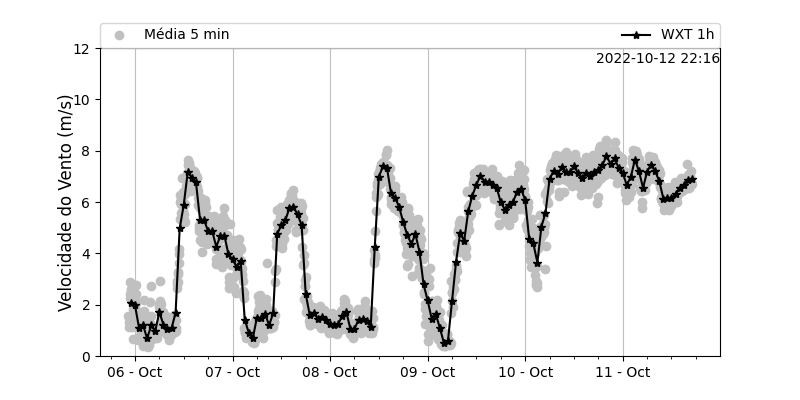 Média 5 min
WXT 1h
2022-10-12 22:16
Velocidade do Vento (m/s)
12
10
8
6
4
2
0
06 - Oct
07 - Oct
08 - Oct
09 - Oct
10 - Oct
11 - Oct